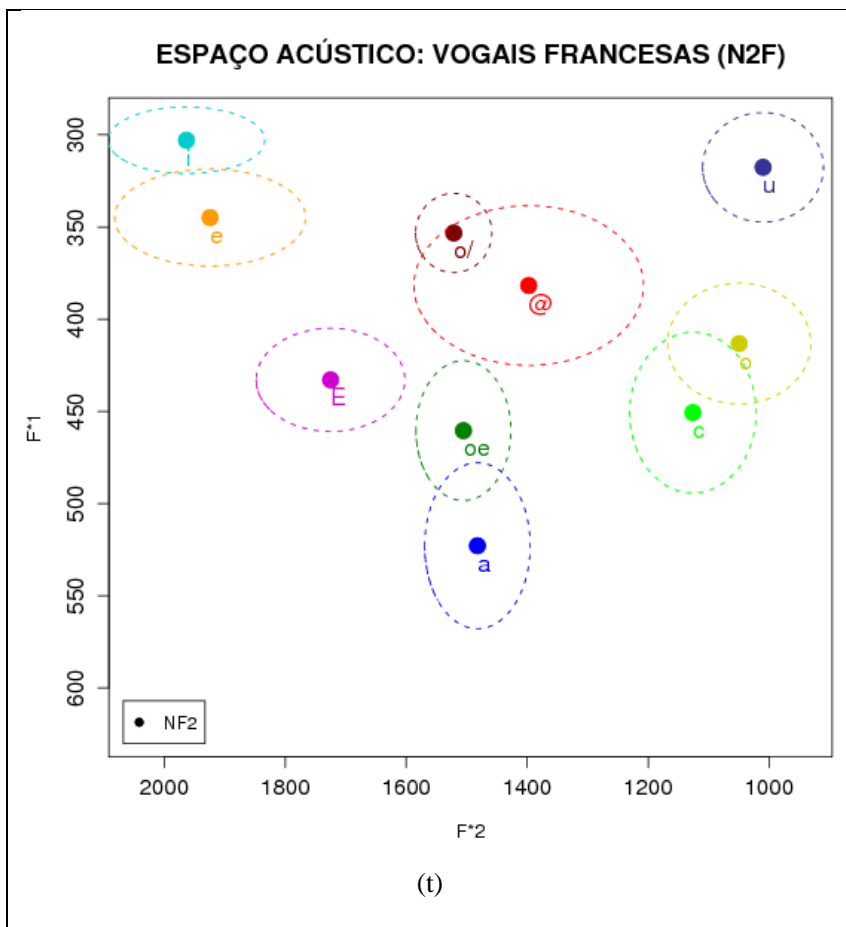 ESPAÇO ACÚSTICO: VOGAIS FRANCESAS (N2F)
300
350
400
450
500
550
600
F*1
i
e
o/
@
u
E
o
c
oe
a
NF2
2000 1800 1600 1400 1200 1000
F*2
(t)